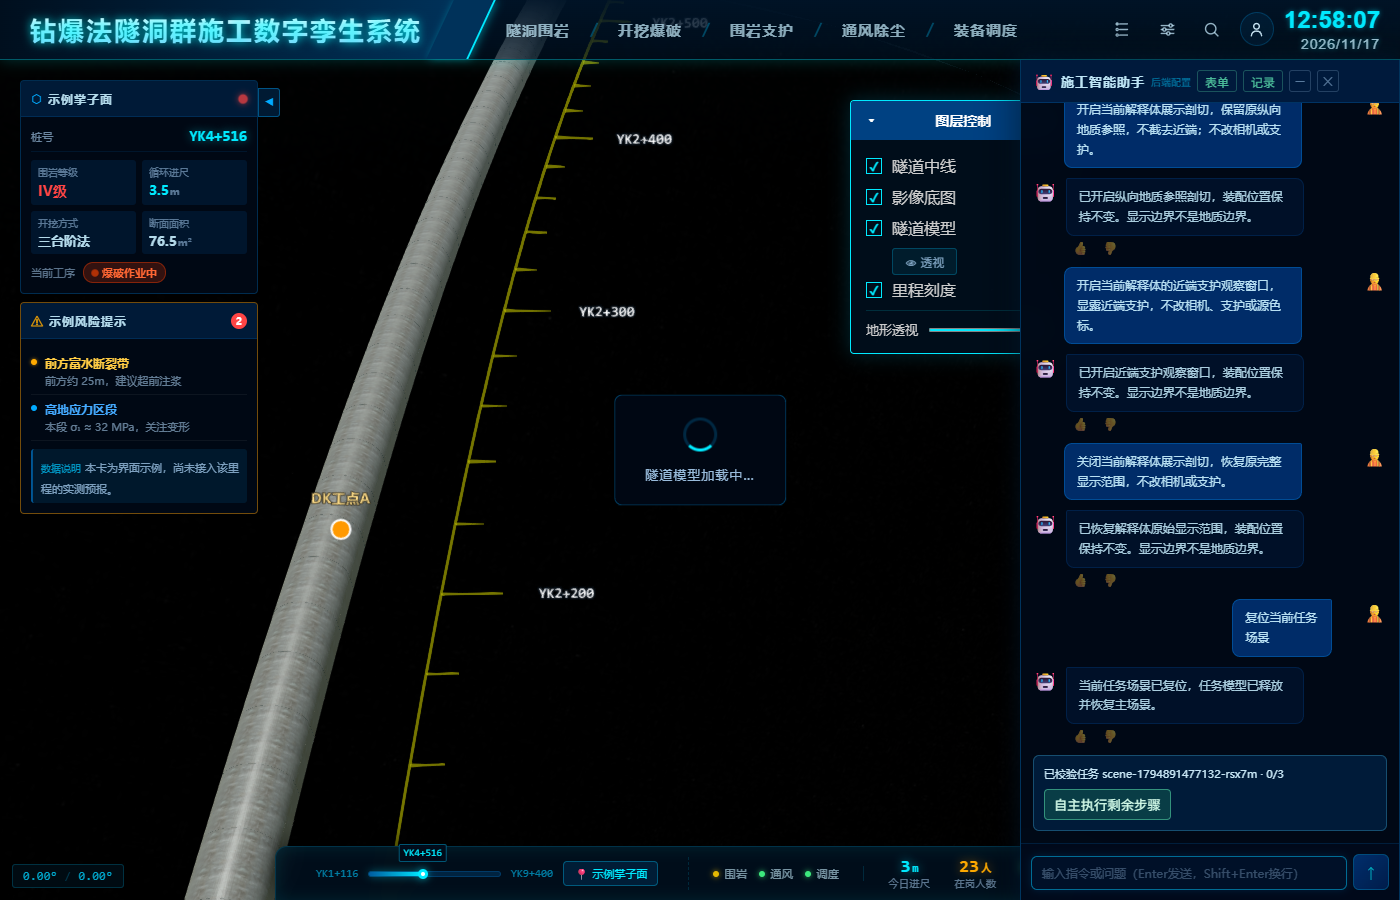 钻爆法隧洞群施工数字孪生系统
隧洞围岩 / 开挖爆破 / 围岩支护 / 通风除尘 / 装备调度
12:58:07
2026/11/17
示例掌子面
桩号 YK4+516
围岩等级 循环进尺
IV级 3.5m
开挖方式 断面面积
三台阶法 76.5m²
当前工序 爆破作业中
示例风险提示 2
前方富水断裂带
前方约 25m，建议超前注浆
高地应力区段
本段 σ₁ ≈ 32 MPa，关注变形
数据说明 本卡为界面示例，尚未接入该里
程的实测预报。
YK2+500
YK2+400
YK2+300
YK2+200
DK工点A
隧道模型加载中...
图层控制
隧道中线
影像底图
隧道模型
透视
里程刻度
地形透视
施工智能助手 后端配置 表单 记录
开启当前解释体展示剖切，保留原纵向
地质参照，不截去近端；不改相机或支
护。
已开启纵向地质参照剖切，装配位置保
持不变。显示边界不是地质边界。
开启当前解释体的近端支护观察窗口，
显露近端支护，不改相机、支护或源色
标。
已开启近端支护观察窗口，装配位置保
持不变。显示边界不是地质边界。
关闭当前解释体展示剖切，恢复原完整
显示范围，不改相机或支护。
已恢复解释体原始显示范围，装配位置
保持不变。显示边界不是地质边界。
复位当前任务
场景
当前任务场景已复位，任务模型已释放
并恢复主场景。
已校验任务 scene-1794891477132-rsx7m · 0/3
自主执行剩余步骤
输入指令或问题（Enter发送，Shift+Enter换行）
0.00° / 0.00°
YK4+516
YK1+116 YK9+400
示例掌子面
围岩 通风 调度
3m
今日进尺
23人
在岗人数